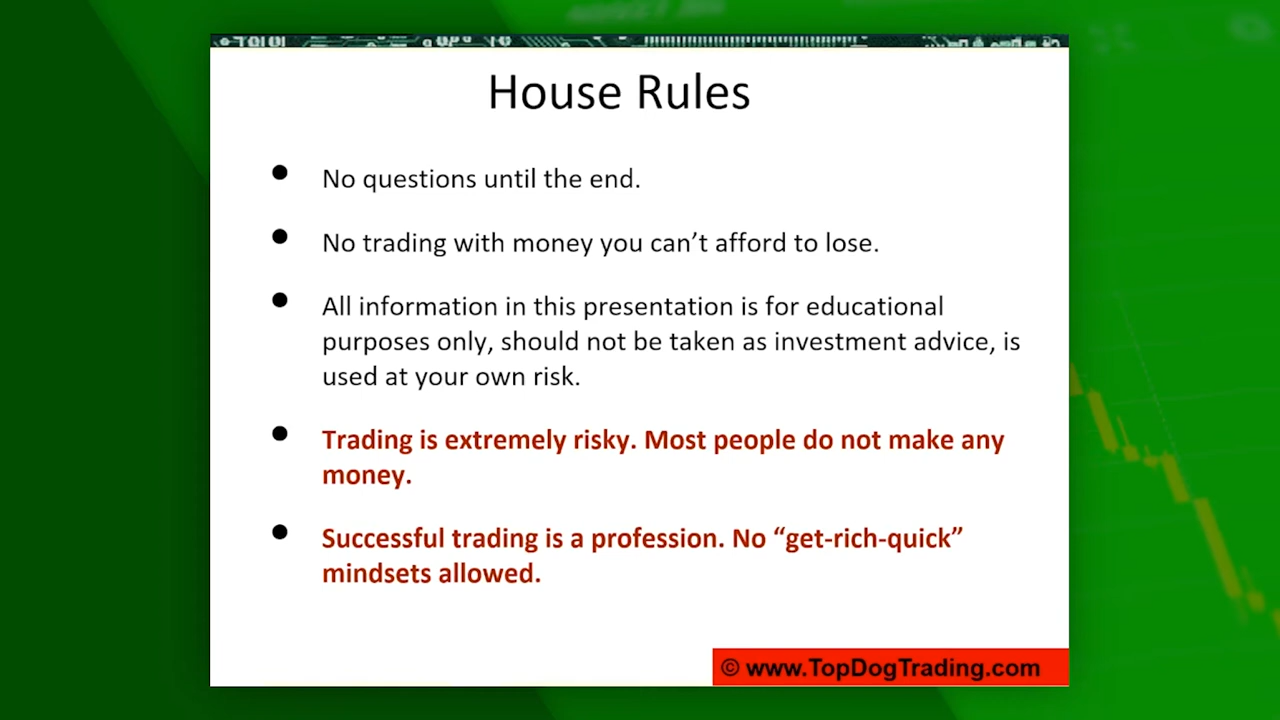 House Rules
• No questions until the end.
• No trading with money you can’t afford to lose.
• All information in this presentation is for educational
purposes only, should not be taken as investment advice, is
used at your own risk.
• Trading is extremely risky. Most people do not make any
money.
• Successful trading is a profession. No “get-rich-quick”
mindsets allowed.
© www.TopDogTrading.com